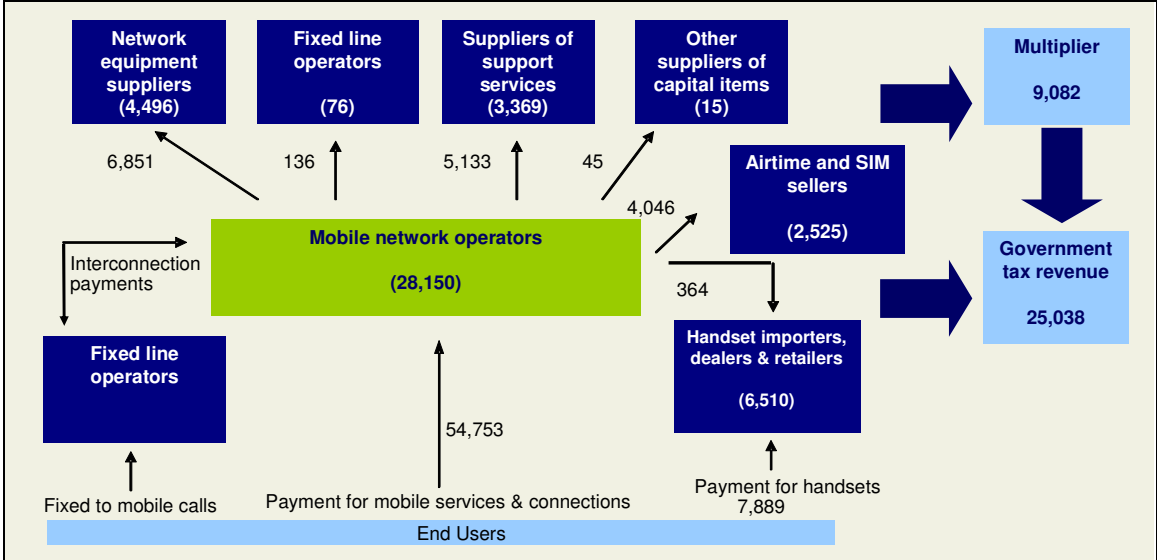 Network
equipment
suppliers
(4,496)
Fixed line
operators
(76)
Suppliers of
support
services
(3,369)
Other
suppliers of
capital items
(15)
Multiplier
9,082
6,851
136
5,133
45
4,046
Airtime and SIM
sellers
(2,525)
Mobile network operators
(28,150)
Interconnection
payments
364
Government
tax revenue
25,038
Fixed line
operators
Handset importers,
dealers & retailers
(6,510)
54,753
Fixed to mobile calls
Payment for mobile services & connections
Payment for handsets
7,889
End Users